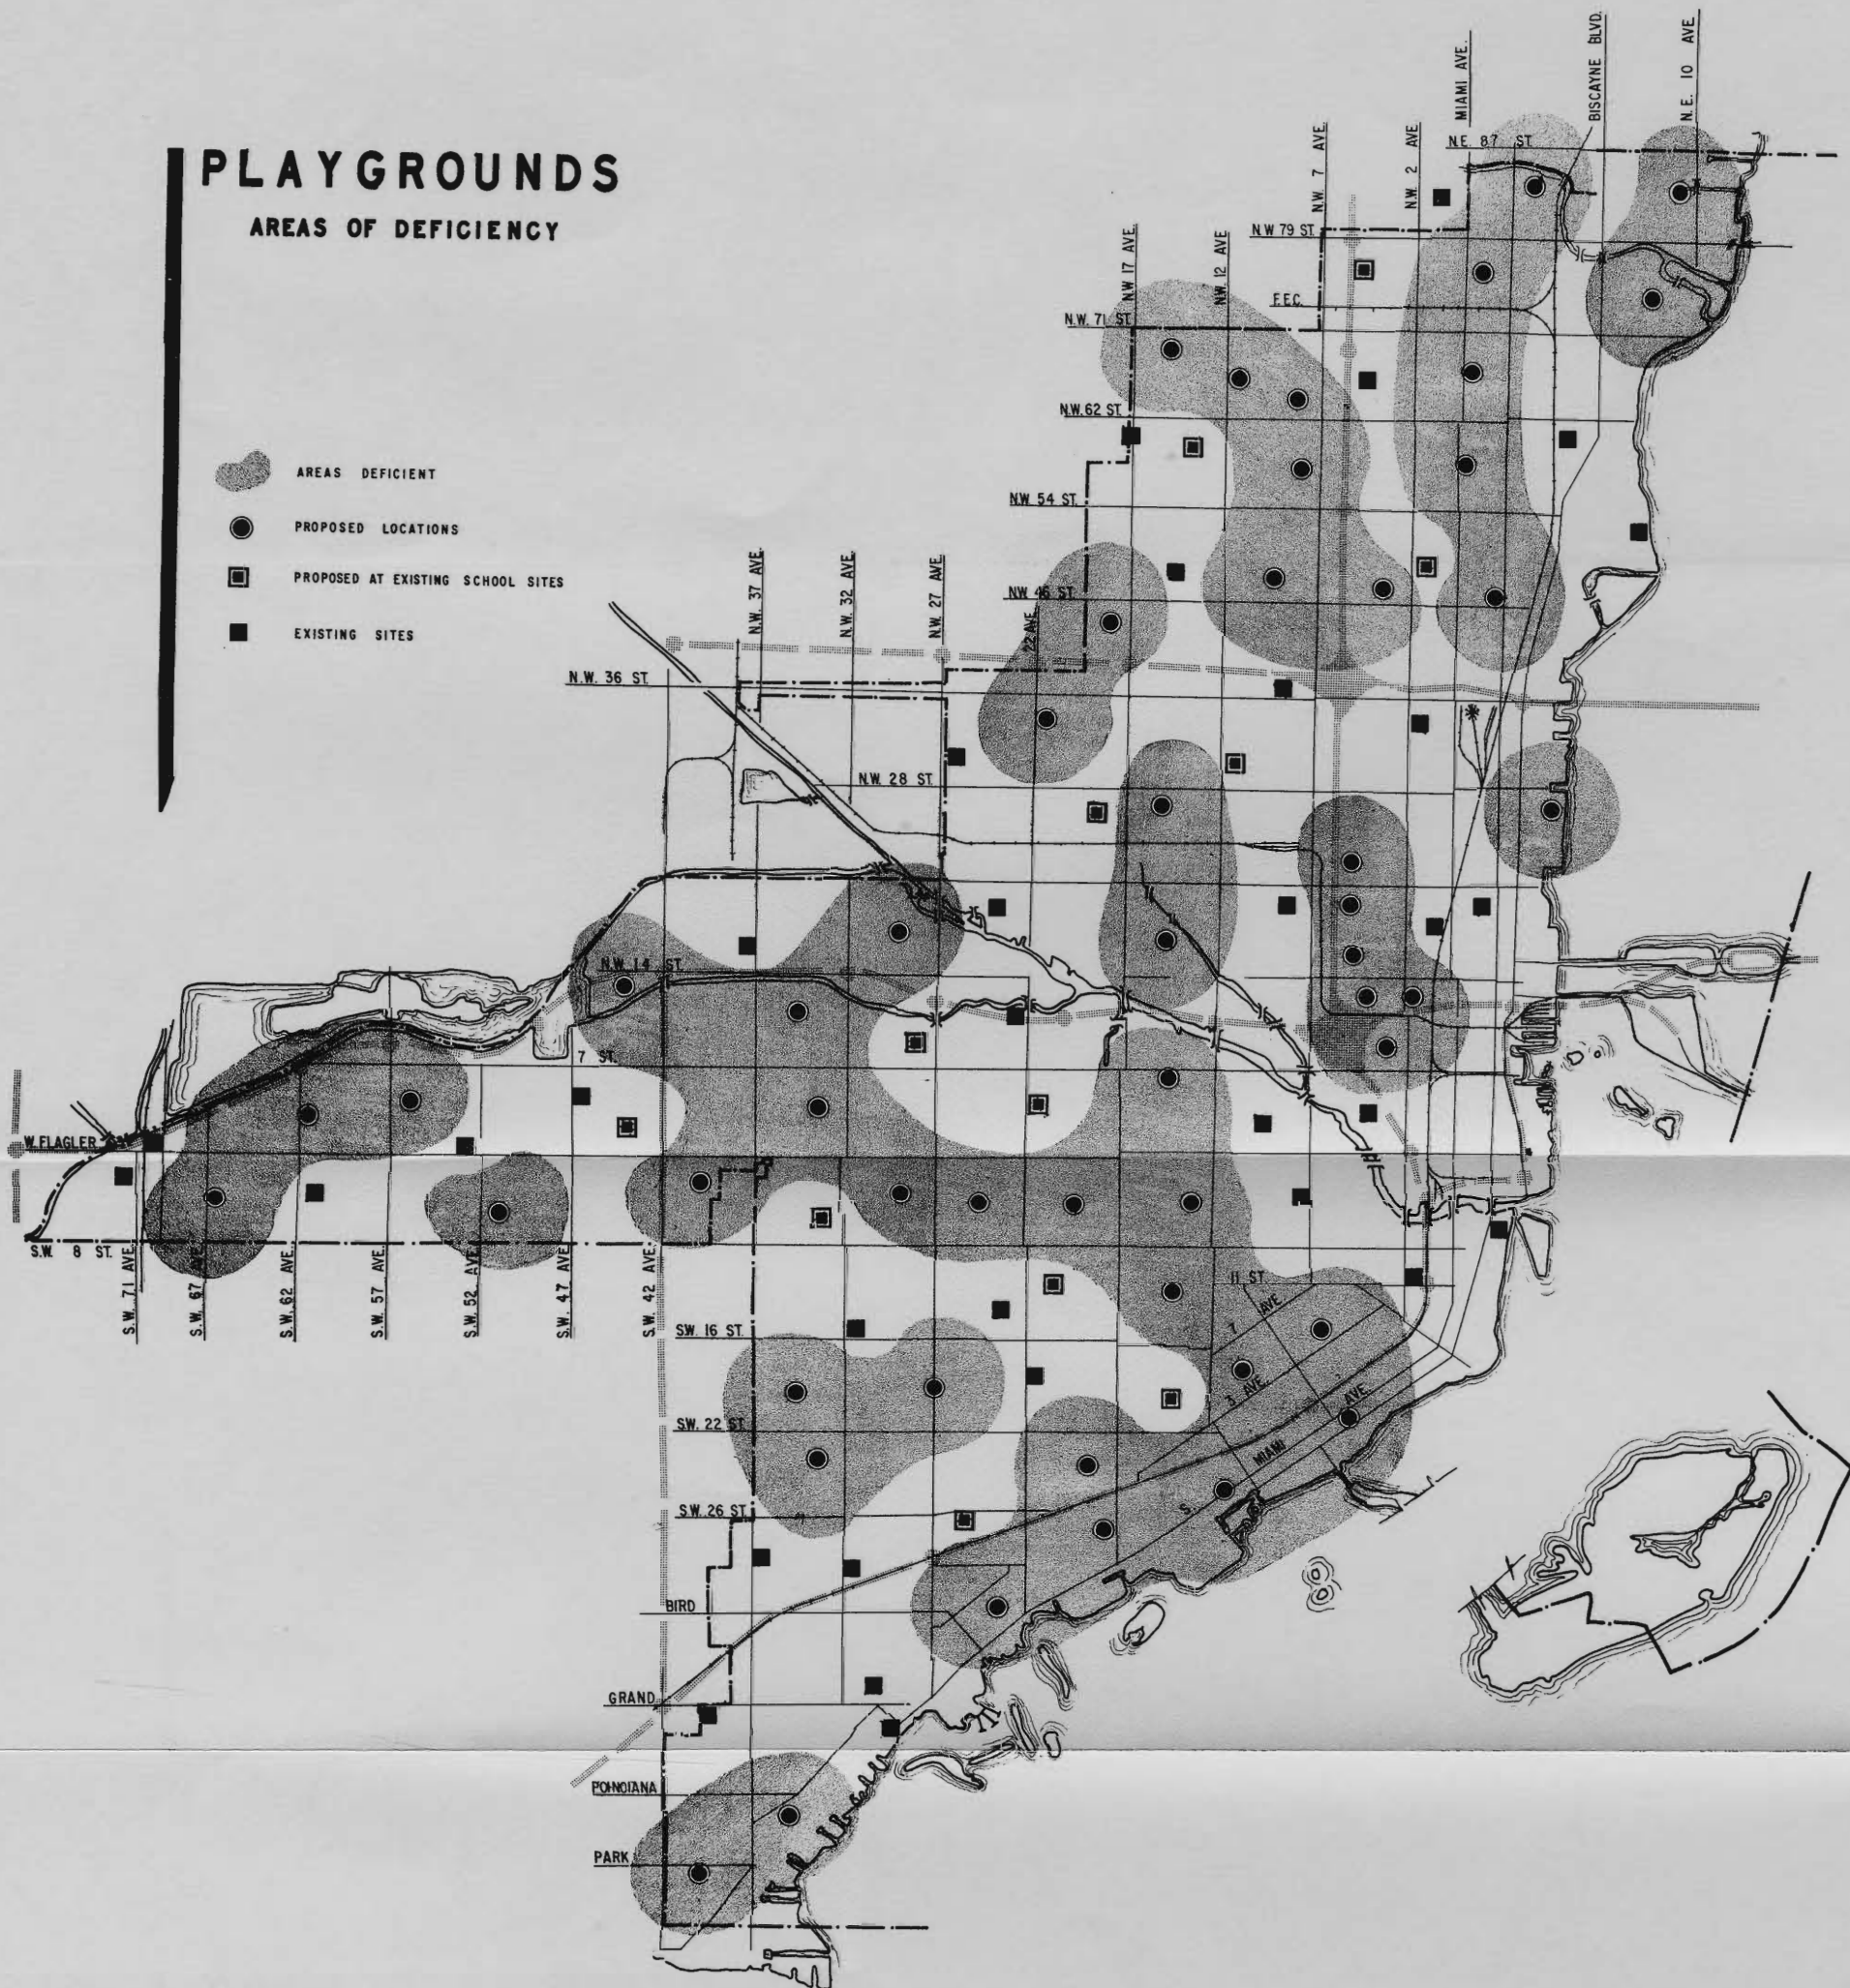 PLAYGROUNDS
AREAS OF DEFICIENCY
AREAS DEFICIENT
PROPOSED LOCATIONS
PROPOSED AT EXISTING SCHOOL SITES
EXISTING SITES
MIAMI AVE.
BISCAYNE BLVD.
N.E. 10 AVE
N.W. 7 AVE.
N.W. 2 AVE
N.E. 87 ST.
N.W. 17 AVE.
N.W. 12 AVE.
N.W 79 ST.
F.E.C.
N.W. 71 ST.
N.W. 62 ST.
N.W. 54 ST.
N.W. 37 AVE.
N.W. 32 AVE.
N.W. 27 AVE.
22 AVE.
NW 46 ST.
N.W. 36 ST.
N.W. 28 ST.
N.W. 14 ST.
7 ST.
W. FLAGLER ST.
S.W. 8 ST.
S.W. 71 AVE.
S.W. 67 AVE.
S.W. 62 AVE.
S.W. 57 AVE.
S.W. 52 AVE.
S.W. 47 AVE.
S.W. 42 AVE.
11 ST.
7 AVE
S.W. 16 ST.
3 AVE.
S.W. 22 ST.
S. MIAMI AVE.
S.W. 26 ST.
BIRD
GRAND
POINCIANA
PARK